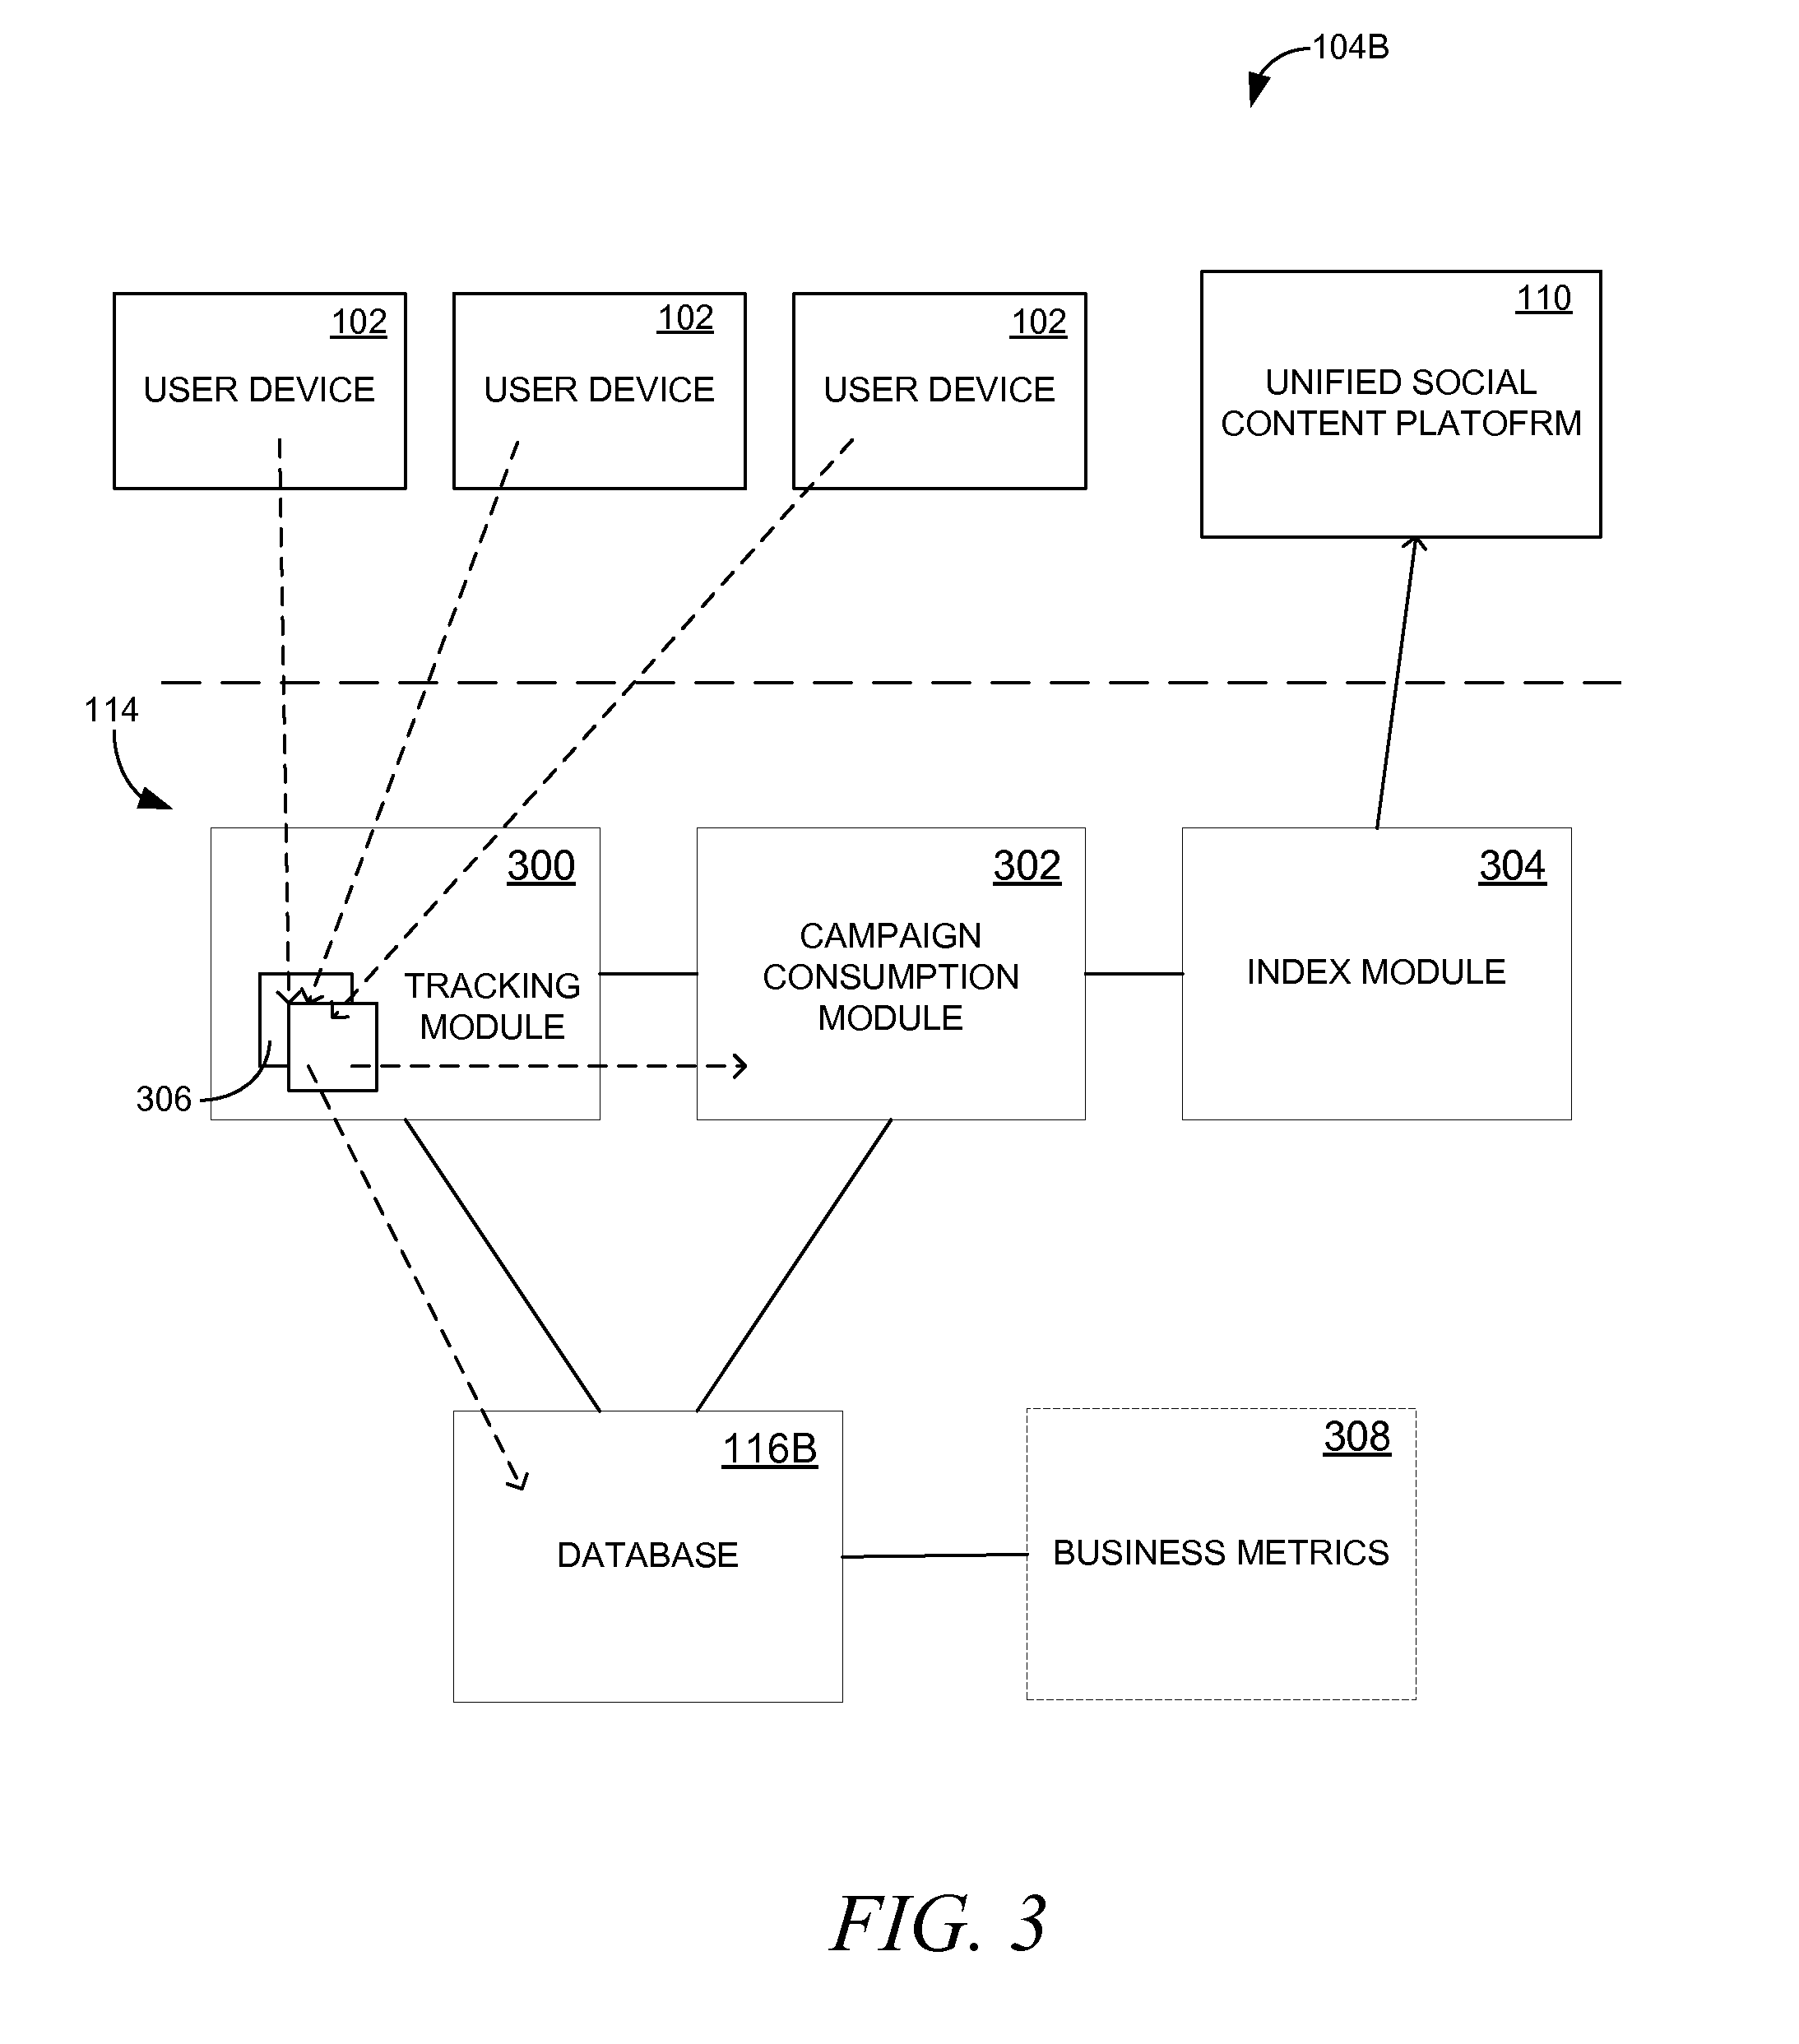 104B
102
USER DEVICE
102
USER DEVICE
102
USER DEVICE
110
UNIFIED SOCIAL
CONTENT PLATOFRM
114
300
TRACKING
MODULE
306
302
CAMPAIGN
CONSUMPTION
MODULE
304
INDEX MODULE
116B
DATABASE
308
BUSINESS METRICS
FIG. 3